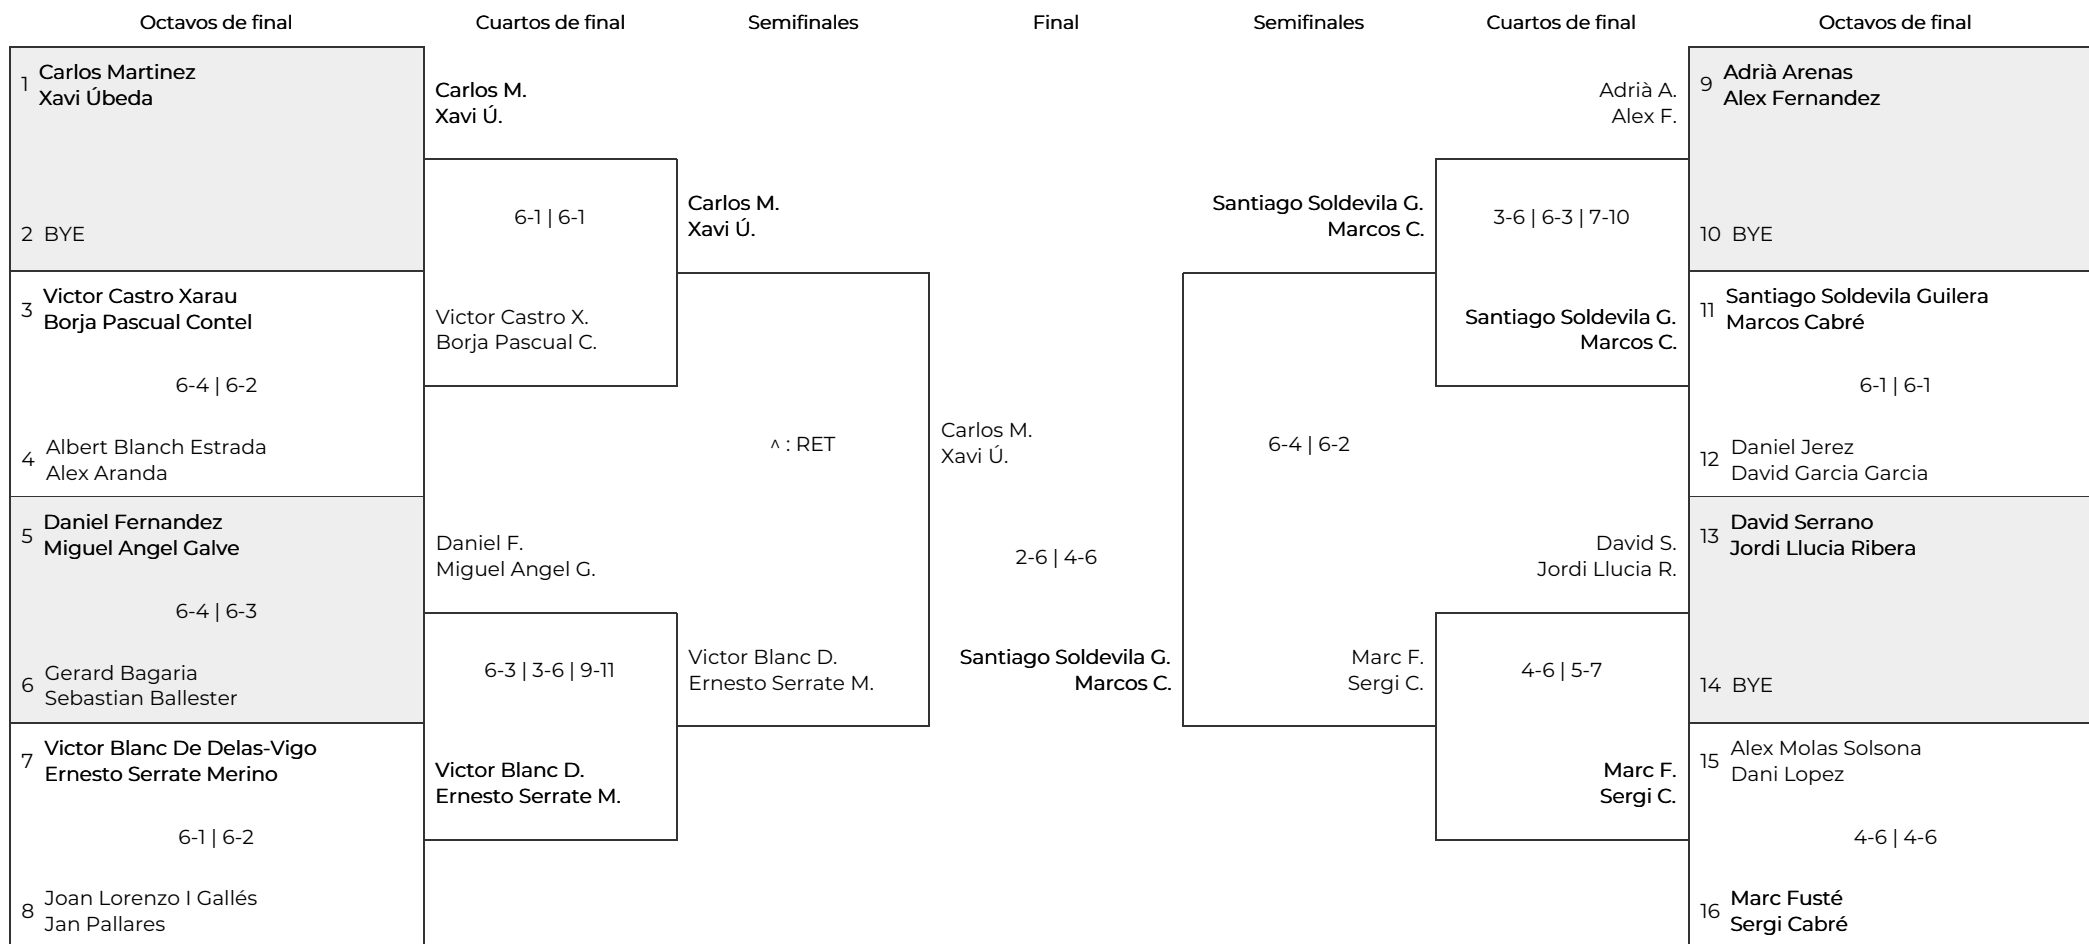 Octavos de final
Cuartos de final
Semifinales
Final
Semifinales
Cuartos de final
Octavos de final
1
Carlos Martinez
Xavi Úbeda
2 BYE
3
Victor Castro Xarau
Borja Pascual Contel
6-4 | 6-2
4
Albert Blanch Estrada
Alex Aranda
5
Daniel Fernandez
Miguel Angel Galve
6-4 | 6-3
6
Gerard Bagaria
Sebastian Ballester
7
Victor Blanc De Delas-Vigo
Ernesto Serrate Merino
6-1 | 6-2
8
Joan Lorenzo I Gallés
Jan Pallares
Carlos M.
Xavi Ú.
6-1 | 6-1
Victor Castro X.
Borja Pascual C.
Daniel F.
Miguel Angel G.
6-3 | 3-6 | 9-11
Victor Blanc D.
Ernesto Serrate M.
Carlos M.
Xavi Ú.
^ : RET
Victor Blanc D.
Ernesto Serrate M.
Carlos M.
Xavi Ú.
2-6 | 4-6
Santiago Soldevila G.
Marcos C.
Santiago Soldevila G.
Marcos C.
6-4 | 6-2
Marc F.
Sergi C.
Adrià A.
Alex F.
3-6 | 6-3 | 7-10
Santiago Soldevila G.
Marcos C.
David S.
Jordi Llucia R.
4-6 | 5-7
Marc F.
Sergi C.
9
Adrià Arenas
Alex Fernandez
10 BYE
11
Santiago Soldevila Guilera
Marcos Cabré
6-1 | 6-1
12
Daniel Jerez
David Garcia Garcia
13
David Serrano
Jordi Llucia Ribera
14 BYE
15
Alex Molas Solsona
Dani Lopez
4-6 | 4-6
16
Marc Fusté
Sergi Cabré